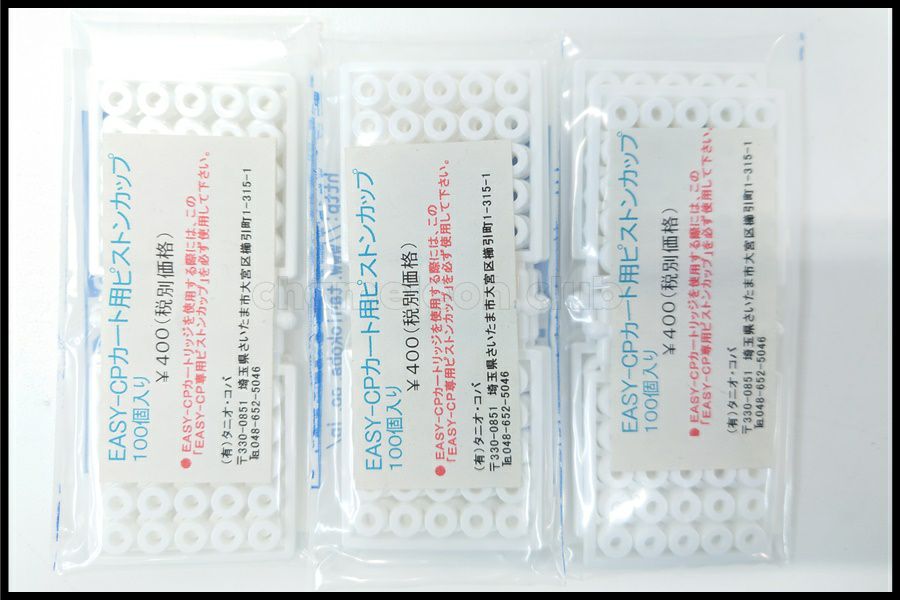 EASY-CPカート用ピストンカップ
100個入り
￥400(税別価格)
●EASY-CPカートリッジを使用する際には、この
「EASY-CP専用ピストンカップ」を必ず使用して下さい。
(有)タニオ・コバ
〒330-0851 埼玉県さいたま市大宮区櫛引町1-315-1
℡048-652-5046
EASY-CPカート用ピストンカップ
100個入り
￥400(税別価格)
●EASY-CPカートリッジを使用する際には、この
「EASY-CP専用ピストンカップ」を必ず使用して下さい。
(有)タニオ・コバ
〒330-0851 埼玉県さいたま市大宮区櫛引町1-315-1
℡048-652-5046
EASY-CPカート用ピストンカップ
100個入り
￥400(税別価格)
●EASY-CPカートリッジを使用する際には、この
「EASY-CP専用ピストンカップ」を必ず使用して下さい。
(有)タニオ・コバ
〒330-0851 埼玉県さいたま市大宮区櫛引町1-315-1
℡048-652-5046